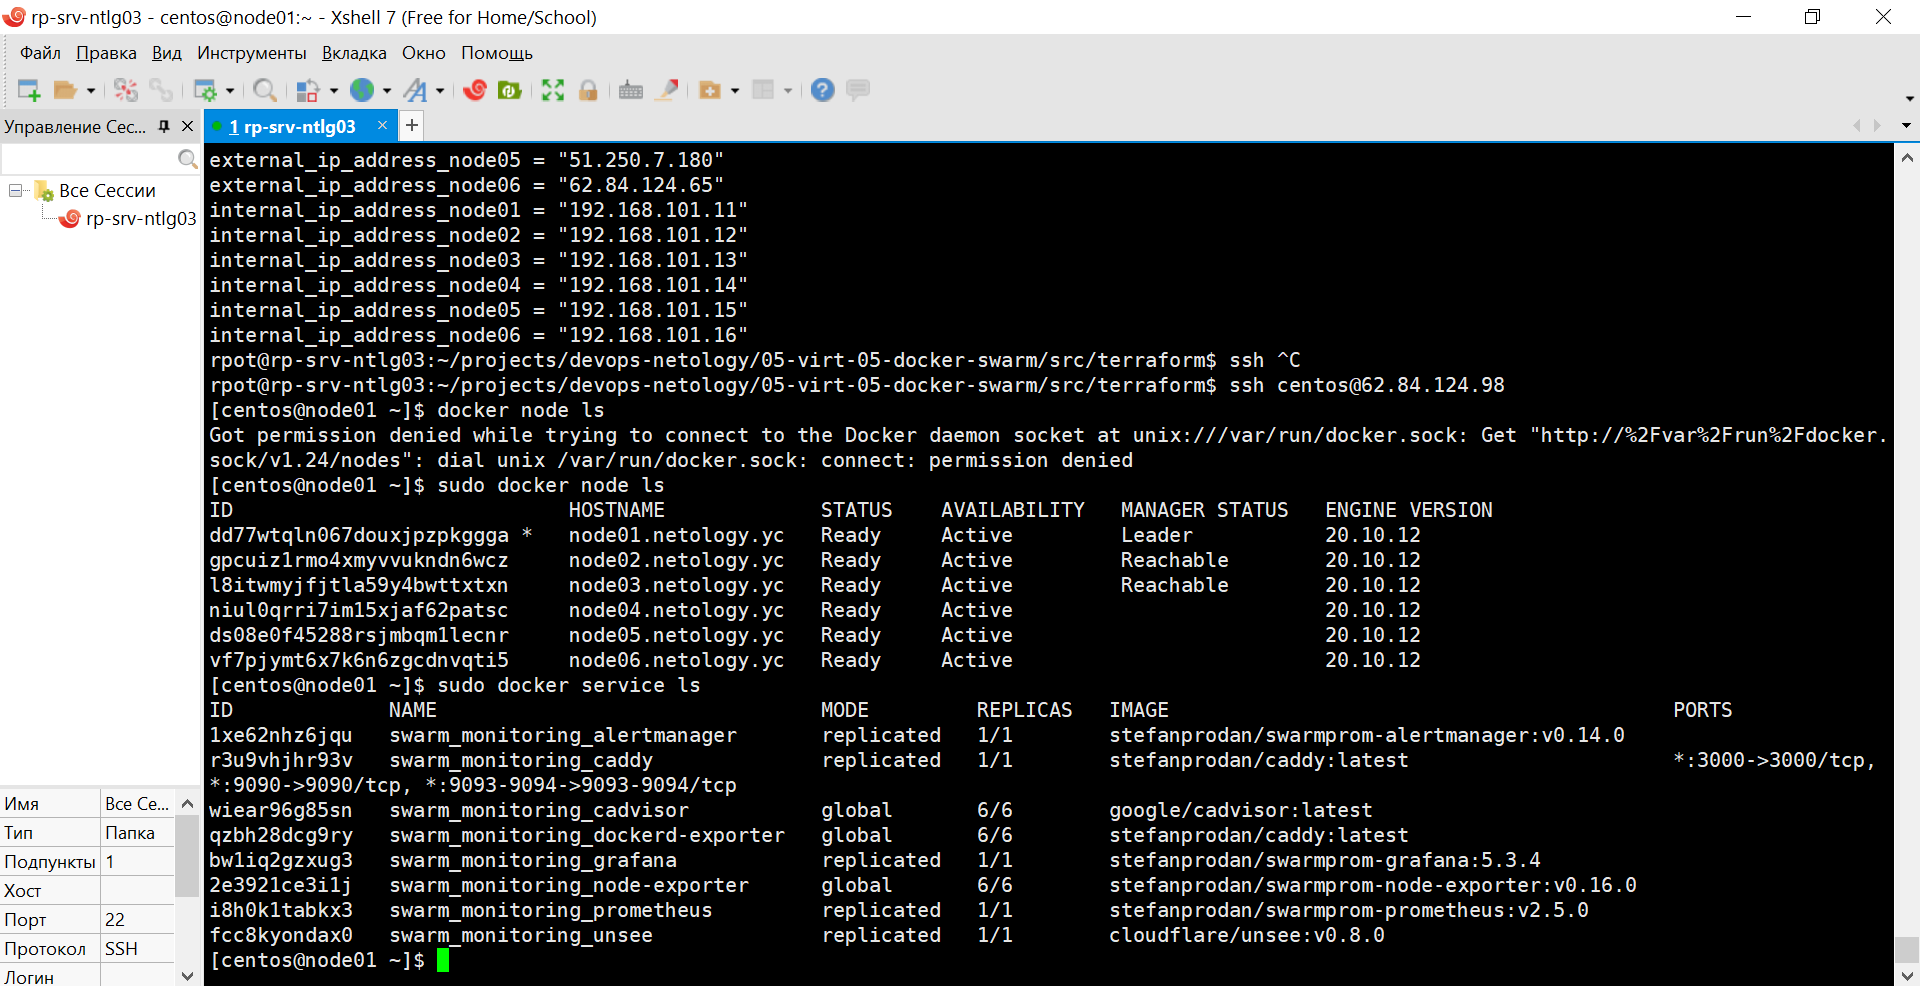 rp-srv-ntlg03 - centos@node01:~ - Xshell 7 (Free for Home/School)
Файл Правка Вид Инструменты Вкладка Окно Помощь
Управление Сес...
1 rp-srv-ntlg03
Все Сессии
rp-srv-ntlg03
external_ip_address_node05 = "51.250.7.180"
external_ip_address_node06 = "62.84.124.65"
internal_ip_address_node01 = "192.168.101.11"
internal_ip_address_node02 = "192.168.101.12"
internal_ip_address_node03 = "192.168.101.13"
internal_ip_address_node04 = "192.168.101.14"
internal_ip_address_node05 = "192.168.101.15"
internal_ip_address_node06 = "192.168.101.16"
rpot@rp-srv-ntlg03:~/projects/devops-netology/05-virt-05-docker-swarm/src/terraform$ ssh ^C
rpot@rp-srv-ntlg03:~/projects/devops-netology/05-virt-05-docker-swarm/src/terraform$ ssh centos@62.84.124.98
[centos@node01 ~]$ docker node ls
Got permission denied while trying to connect to the Docker daemon socket at unix:///var/run/docker.sock: Get "http://%2Fvar%2Frun%2Fdocker.
sock/v1.24/nodes": dial unix /var/run/docker.sock: connect: permission denied
[centos@node01 ~]$ sudo docker node ls
ID HOSTNAME STATUS AVAILABILITY MANAGER STATUS ENGINE VERSION
dd77wtqln067douxjpzpkggga * node01.netology.yc Ready Active Leader 20.10.12
gpcuiz1rmo4xmyvvukndn6wcz node02.netology.yc Ready Active Reachable 20.10.12
l8itwmyjfjtla59y4bwttxtxn node03.netology.yc Ready Active Reachable 20.10.12
niul0qrri7im15xjaf62patsc node04.netology.yc Ready Active 20.10.12
ds08e0f45288rsjmbqm1lecnr node05.netology.yc Ready Active 20.10.12
vf7pjymt6x7k6n6zgcdnvqti5 node06.netology.yc Ready Active 20.10.12
[centos@node01 ~]$ sudo docker service ls
ID NAME MODE REPLICAS IMAGE PORTS
1xe62nhz6jqu swarm_monitoring_alertmanager replicated 1/1 stefanprodan/swarmprom-alertmanager:v0.14.0
r3u9vhjhr93v swarm_monitoring_caddy replicated 1/1 stefanprodan/caddy:latest *:3000->3000/tcp,
*:9090->9090/tcp, *:9093-9094->9093-9094/tcp
wiear96g85sn swarm_monitoring_cadvisor global 6/6 google/cadvisor:latest
qzbh28dcg9ry swarm_monitoring_dockerd-exporter global 6/6 stefanprodan/caddy:latest
bw1iq2gzxug3 swarm_monitoring_grafana replicated 1/1 stefanprodan/swarmprom-grafana:5.3.4
2e3921ce3i1j swarm_monitoring_node-exporter global 6/6 stefanprodan/swarmprom-node-exporter:v0.16.0
i8h0k1tabkx3 swarm_monitoring_prometheus replicated 1/1 stefanprodan/swarmprom-prometheus:v2.5.0
fcc8kyondax0 swarm_monitoring_unsee replicated 1/1 cloudflare/unsee:v0.8.0
[centos@node01 ~]$
Имя Все Се...
Тип Папка
Подпункты 1
Хост
Порт 22
Протокол SSH
Логин